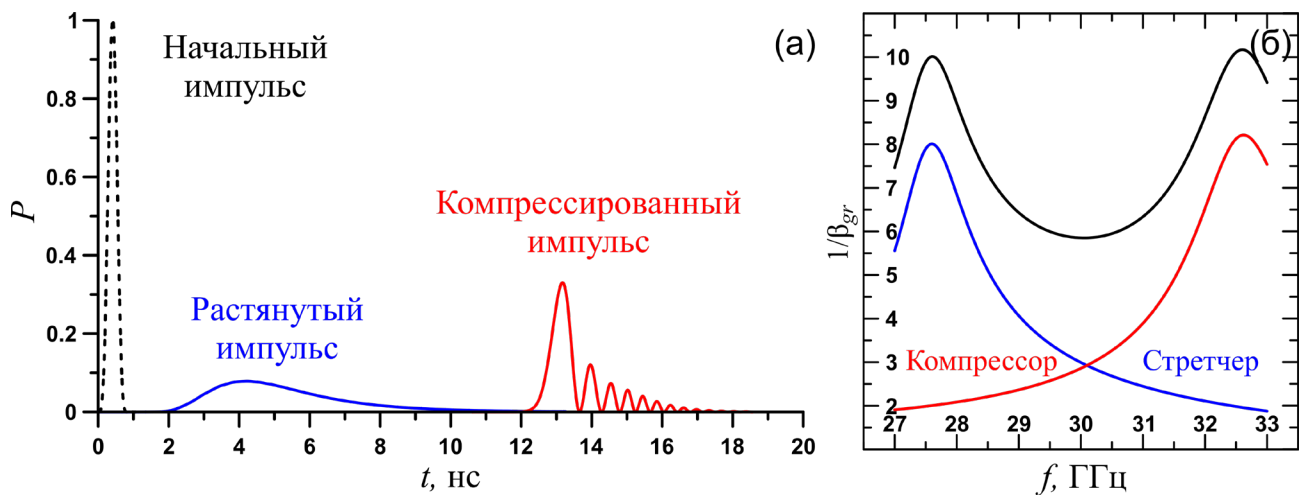 (а)
Начальный
импульс
Растянутый
импульс
Компрессированный
импульс
P
1
0.8
0.6
0.4
0.2
0
0 2 4 6 8 10 12 14 16 18 20
t, нс
(б)
1/βgr
10
9
8
7
6
5
4
3
2
Компрессор
Стретчер
27 28 29 30 31 32 33
f, ГГц